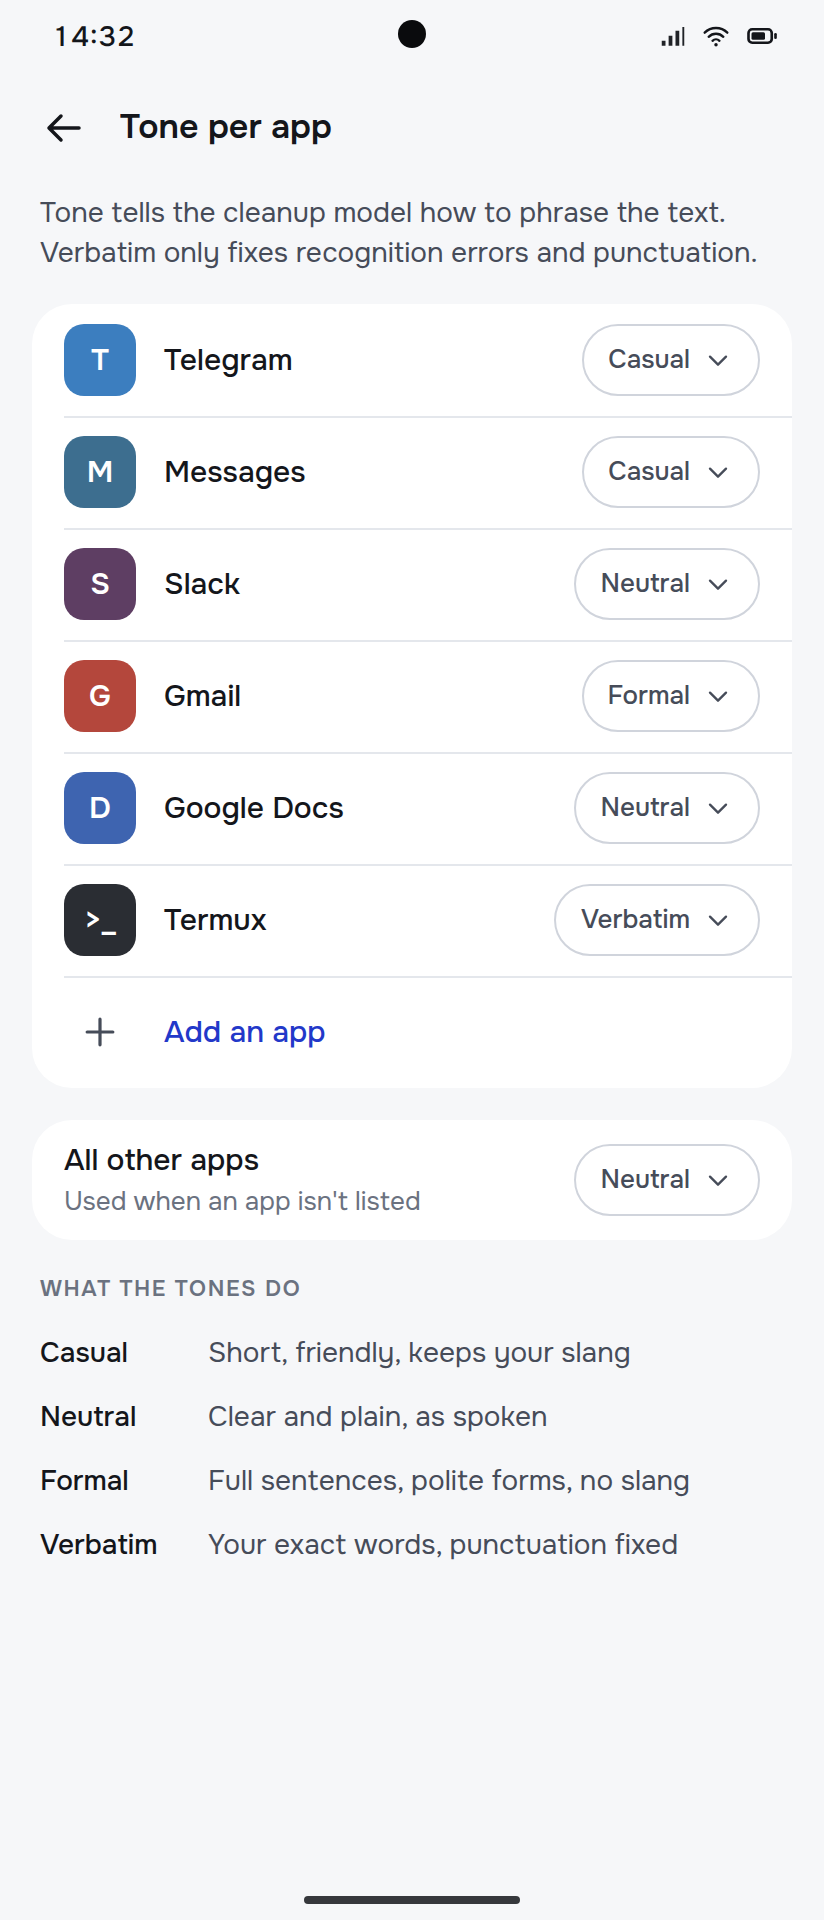 14:32
Tone per app
Tone tells the cleanup model how to phrase the text.
Verbatim only fixes recognition errors and punctuation.
T Telegram Casual
M Messages Casual
S Slack Neutral
G Gmail Formal
D Google Docs Neutral
>_ Termux Verbatim
Add an app
All other apps
Used when an app isn't listed
Neutral
WHAT THE TONES DO
Casual Short, friendly, keeps your slang
Neutral Clear and plain, as spoken
Formal Full sentences, polite forms, no slang
Verbatim Your exact words, punctuation fixed